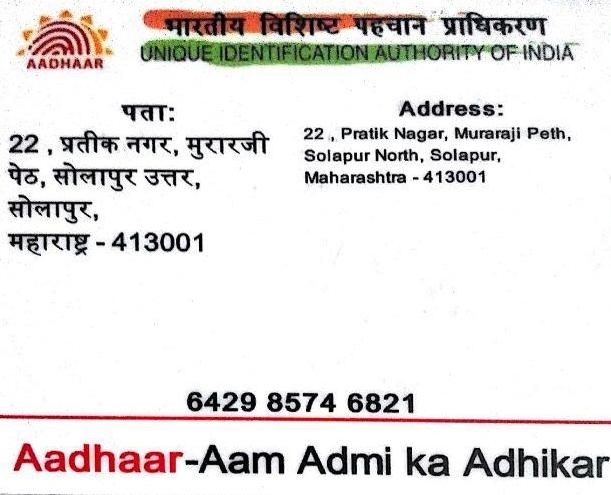 AADHAAR
भारतीय विशिष्ट पहचान प्राधिकरण
UNIQUE IDENTIFICATION AUTHORITY OF INDIA
पता:
22 , प्रतीक नगर, मुरारजी
पेठ, सोलापुर उत्तर,
सोलापुर,
महाराष्ट्र - 413001
Address:
22 , Pratik Nagar, Muraraji Peth,
Solapur North, Solapur,
Maharashtra - 413001
6429 8574 6821
Aadhaar-Aam Admi ka Adhikar